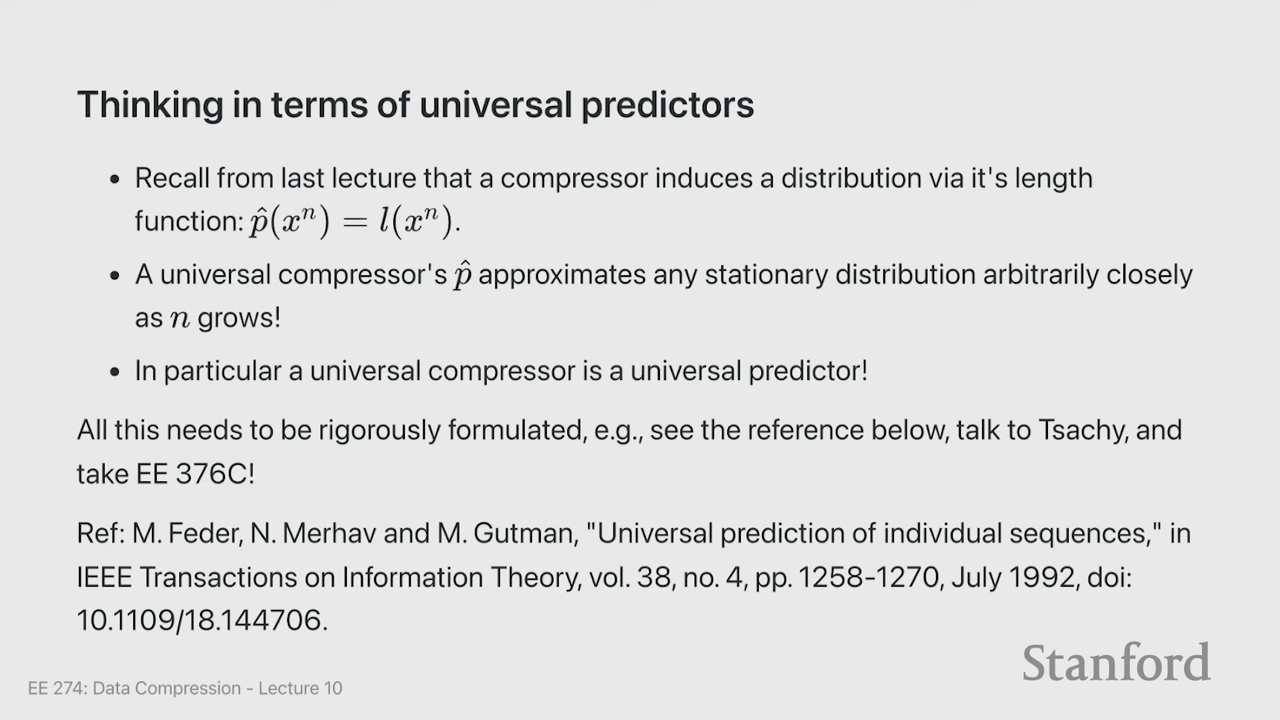 Thinking in terms of universal predictors
• Recall from last lecture that a compressor induces a distribution via it's length
function: p̂(xⁿ) = l(xⁿ).
• A universal compressor's p̂ approximates any stationary distribution arbitrarily closely
as n grows!
• In particular a universal compressor is a universal predictor!
All this needs to be rigorously formulated, e.g., see the reference below, talk to Tsachy, and
take EE 376C!
Ref: M. Feder, N. Merhav and M. Gutman, "Universal prediction of individual sequences," in
IEEE Transactions on Information Theory, vol. 38, no. 4, pp. 1258-1270, July 1992, doi:
10.1109/18.144706.
Stanford
EE 274: Data Compression - Lecture 10